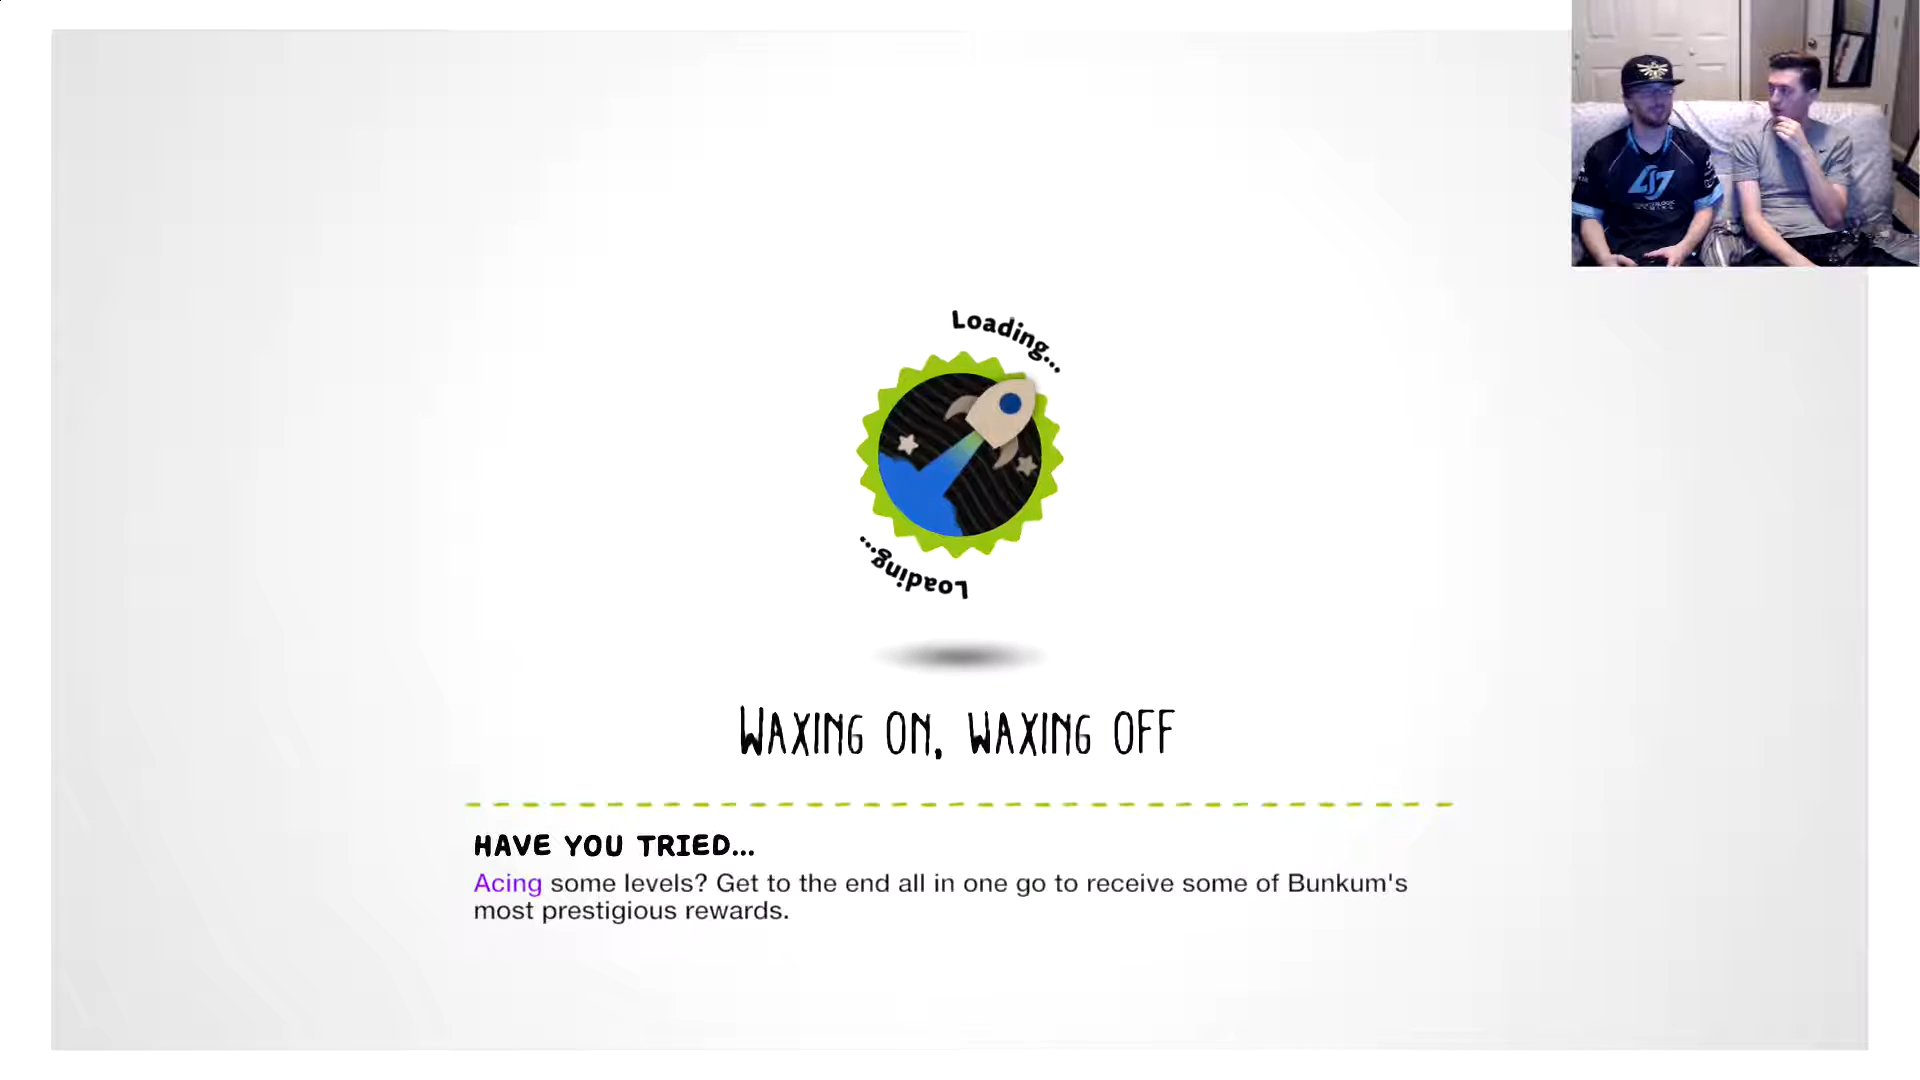 Loading...
Loading...
WAXING ON, WAXING OFF
HAVE YOU TRIED...
Acing some levels? Get to the end all in one go to receive some of Bunkum's
most prestigious rewards.